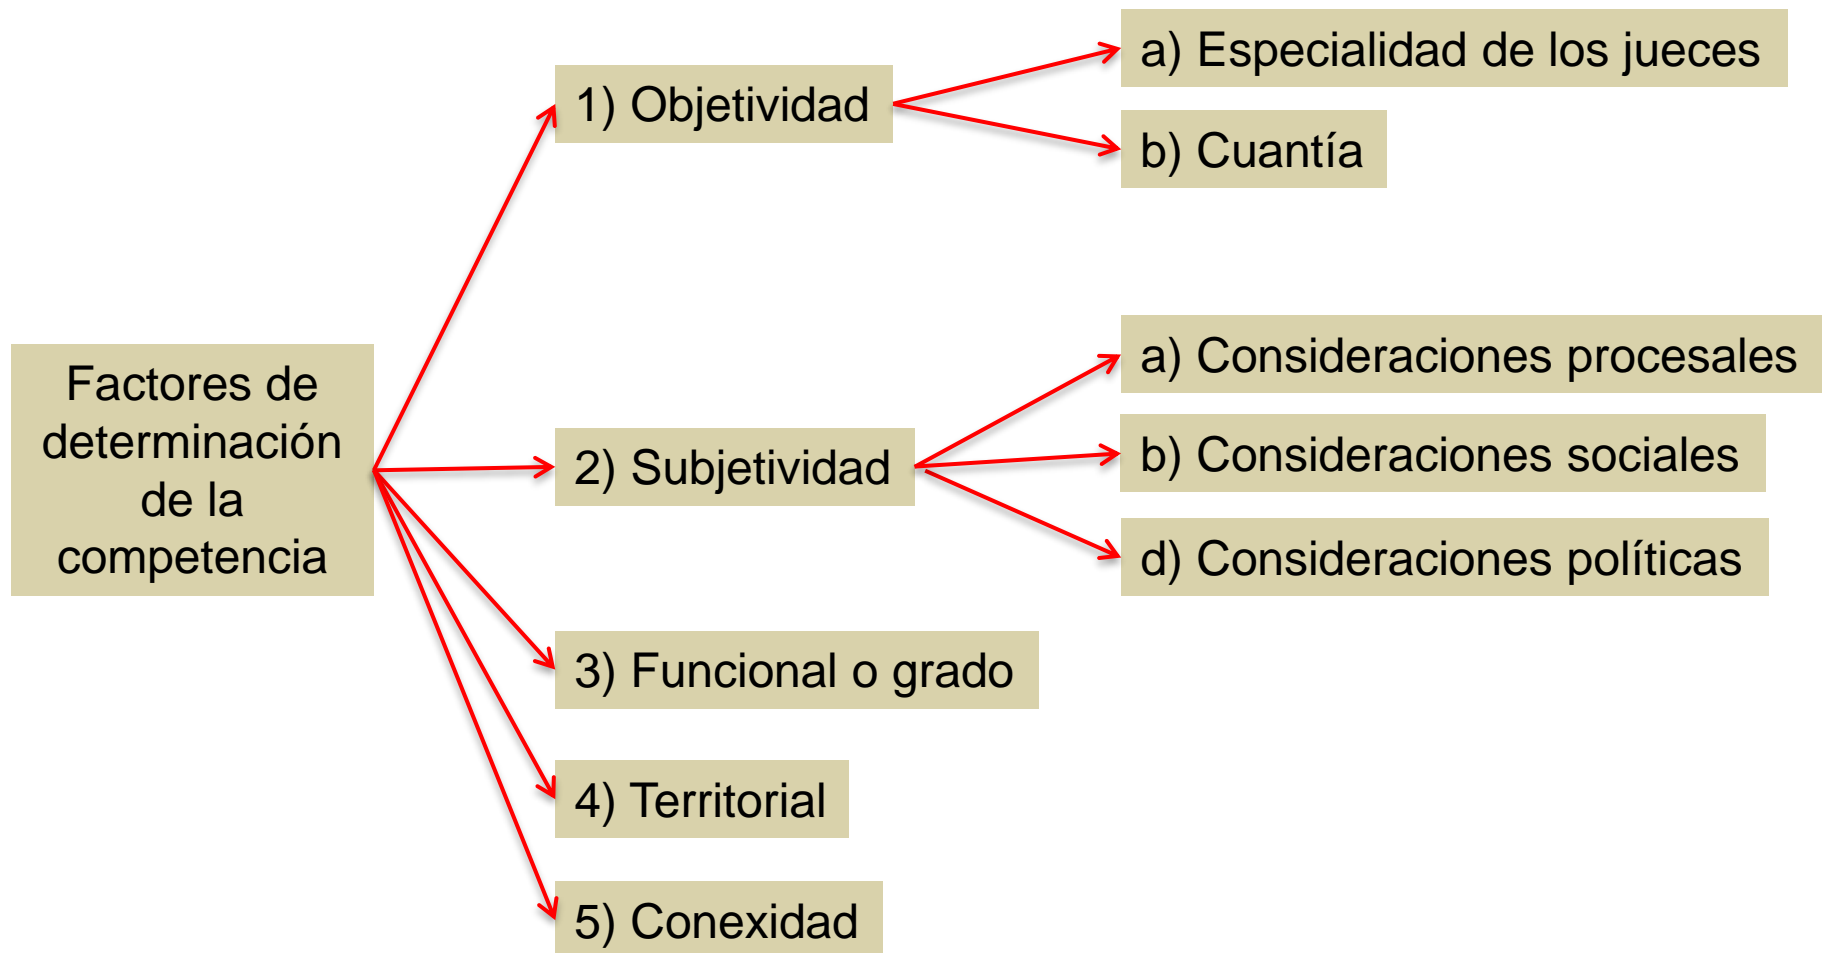 Factores de
determinación
de la
competencia
1) Objetividad
a) Especialidad de los jueces
b) Cuantía
2) Subjetividad
a) Consideraciones procesales
b) Consideraciones sociales
d) Consideraciones políticas
3) Funcional o grado
4) Territorial
5) Conexidad